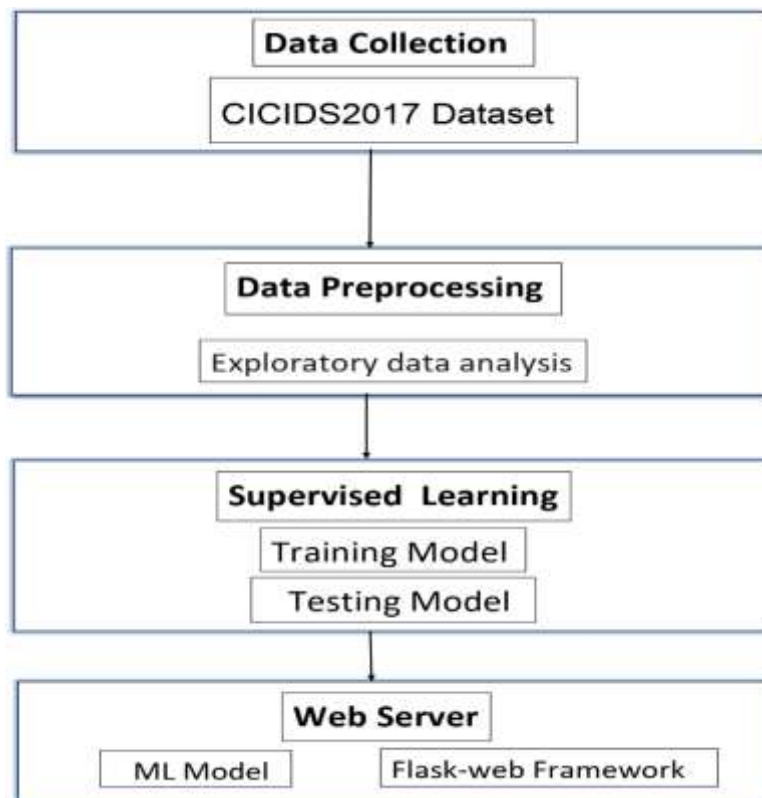 Data Collection
CICIDS2017 Dataset
Data Preprocessing
Exploratory data analysis
Supervised Learning
Training Model
Testing Model
Web Server
ML Model Flask-web Framework